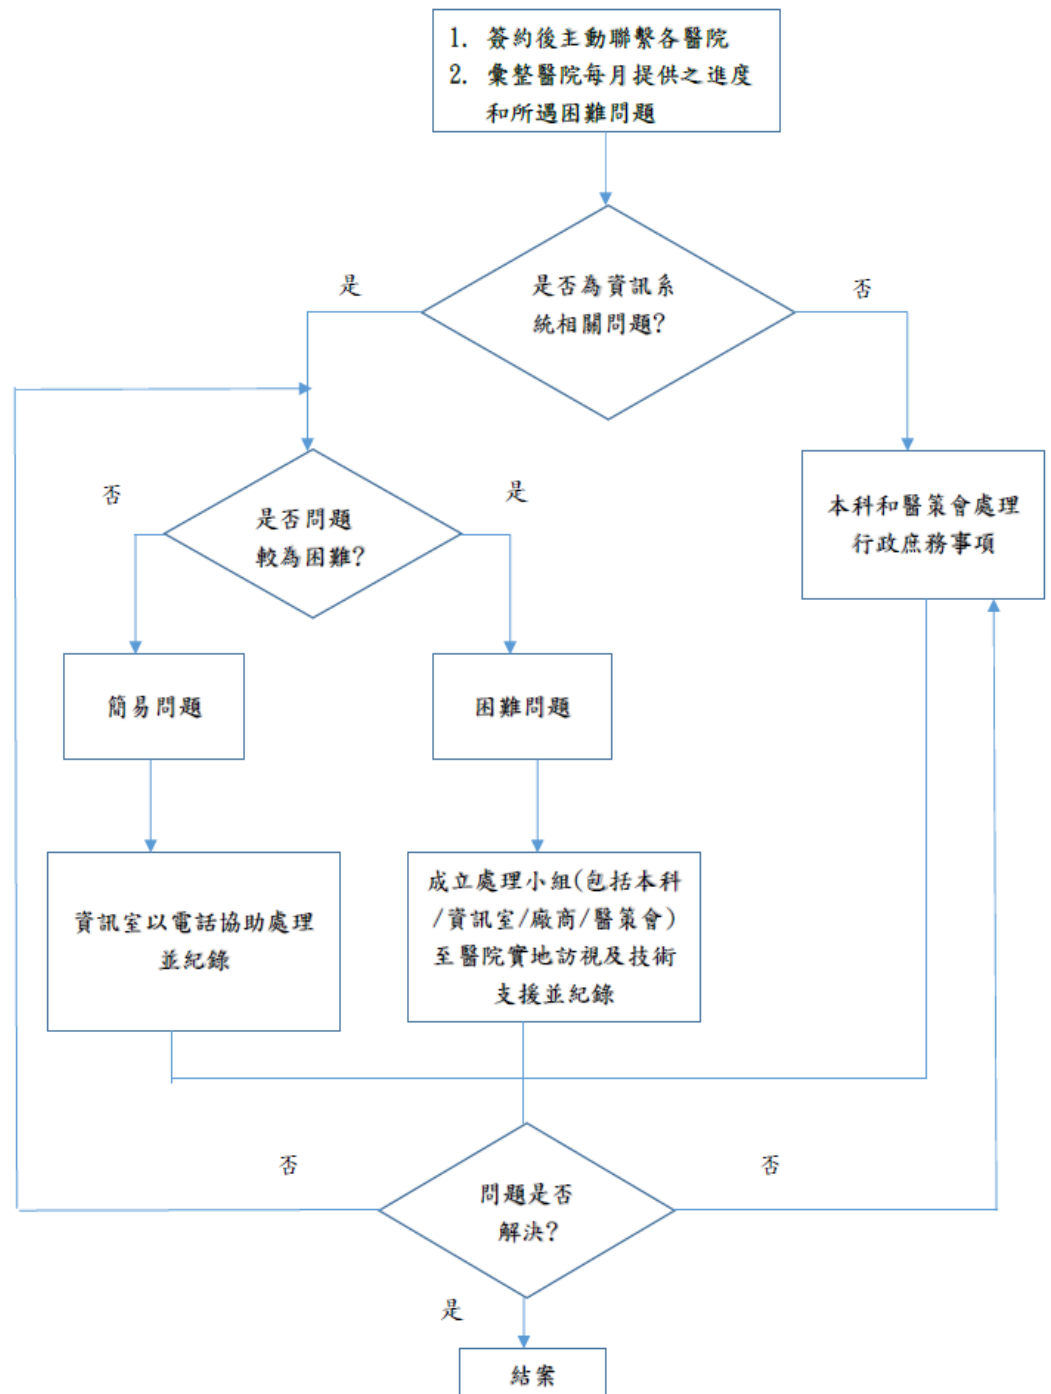 1. 簽約後主動聯繫各醫院
2. 彙整醫院每月提供之進度
和所遇困難問題
是
是否為資訊系
統相關問題?
否
否
是否問題
較為困難?
是
本科和醫策會處理
行政庶務事項
簡易問題
困難問題
資訊室以電話協助處理
並紀錄
成立處理小組(包括本科
/資訊室/廠商/醫策會)
至醫院實地訪視及技術
支援並紀錄
否
問題是否
解決?
否
是
結案